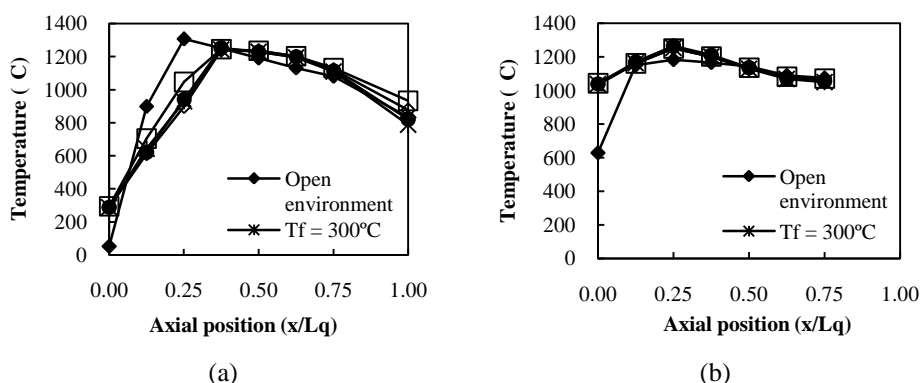 (a)
(b)
Temperature ( C)
1400
1200
1000
800
600
400
200
0
Open
environment
Tf = 300ºC
0.00 0.25 0.50 0.75 1.00
Axial position (x/Lq)
Temperature ( C)
1400
1200
1000
800
600
400
200
0
Open
environment
Tf = 300ºC
0.00 0.25 0.50 0.75 1.00
Axial position (x/Lq)
(a)
(b)